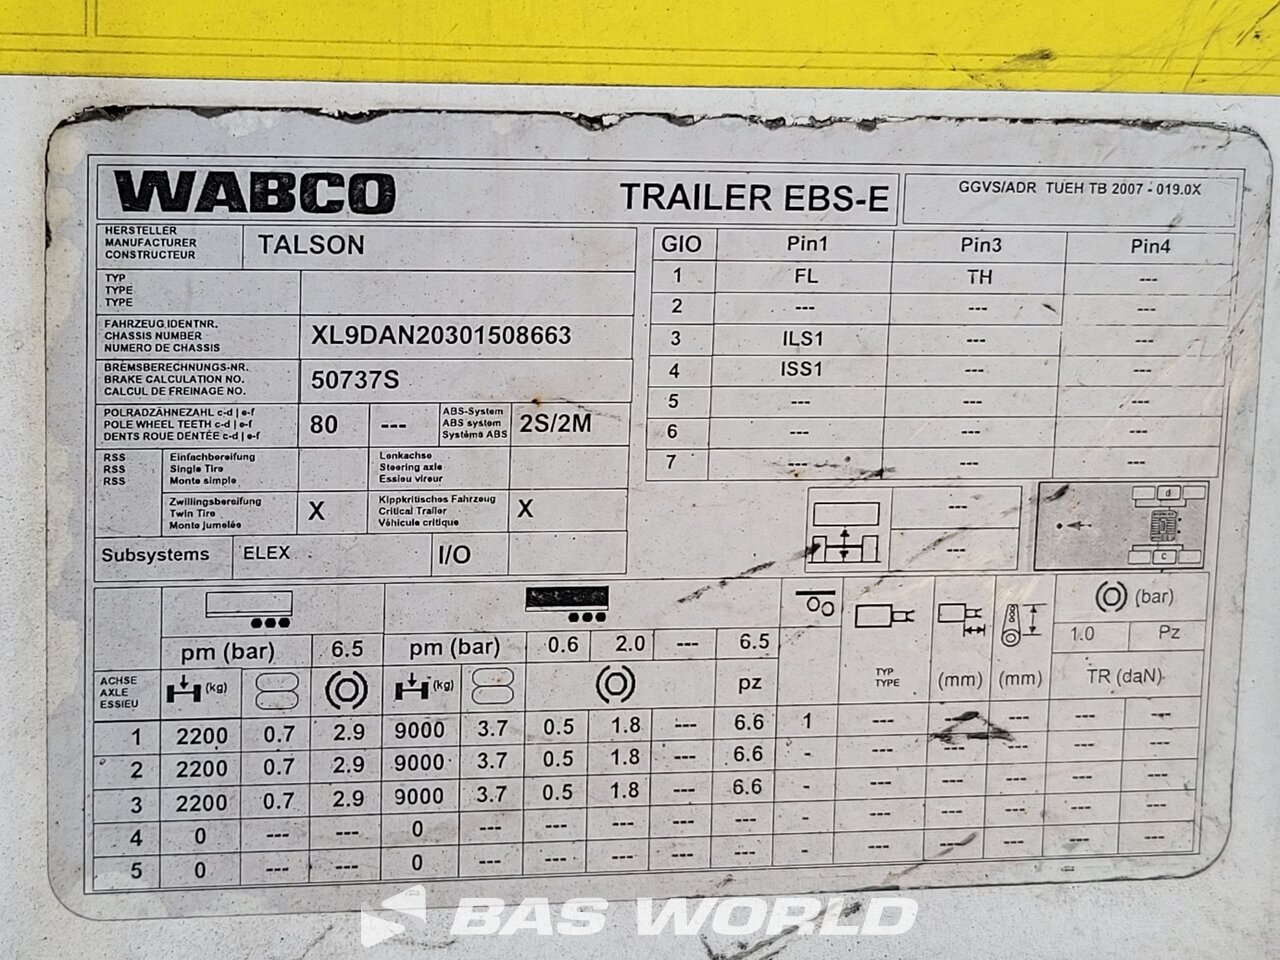 WABCO
TRAILER EBS-E
GGVS/ADR TUEH TB 2007 - 019.0X
HERSTELLER
MANUFACTURER
CONSTRUCTEUR
TALSON
TYP
TYPE
TYPE
FAHRZEUG IDENTNR.
CHASSIS NUMBER
NUMERO DE CHASSIS
XL9DAN20301508663
BREMSBERECHNUNGS-NR.
BRAKE CALCULATION NO.
CALCUL DE FREINAGE NO.
50737S
POLRADZÄHNEZAHL c-d | e-f
POLE WHEEL TEETH c-d | e-f
DENTS ROUE DENTÉE c-d | e-f
80 ---
ABS-System
ABS system
Système ABS
2S/2M
RSS
RSS
RSS
Einfachbereifung
Single Tire
Monte simple
Lenkachse
Steering axle
Essieu vireur
Zwillingsbereifung
Twin Tire
Monte jumelée
X
Kippkritisches Fahrzeug
Critical Trailer
Véhicule critique
X
Subsystems ELEX I/O
GIO Pin1 Pin3 Pin4
1 FL TH ---
2 --- --- ---
3 ILS1 --- ---
4 ISS1 --- ---
5 --- --- ---
6 --- --- ---
7 --- --- ---
---
---
d
c
pm (bar) 6.5 pm (bar) 0.6 2.0 --- 6.5
(bar)
1.0 Pz
ACHSE
AXLE
ESSIEU
(kg) (kg) pz
TYP
TYPE
(mm) (mm) TR (daN)
1 2200 0.7 2.9 9000 3.7 0.5 1.8 --- 6.6 1 --- --- --- --- ---
2 2200 0.7 2.9 9000 3.7 0.5 1.8 --- 6.6 - --- --- --- --- ---
3 2200 0.7 2.9 9000 3.7 0.5 1.8 --- 6.6 - --- --- --- --- ---
4 0 --- --- 0 --- --- --- --- --- - --- --- --- --- ---
5 0 --- --- 0 --- --- --- --- --- - --- --- --- --- ---
BAS WORLD